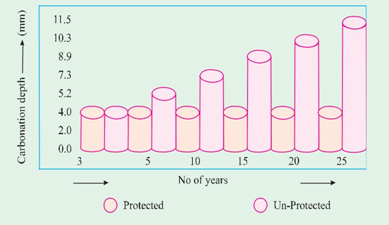 Carbonation depth → (mm)
11.5
10.3
8.9
7.3
5.2
4.0
2.0
0.0
3 5 10 15 20 25
No of years
Protected
Un-Protected